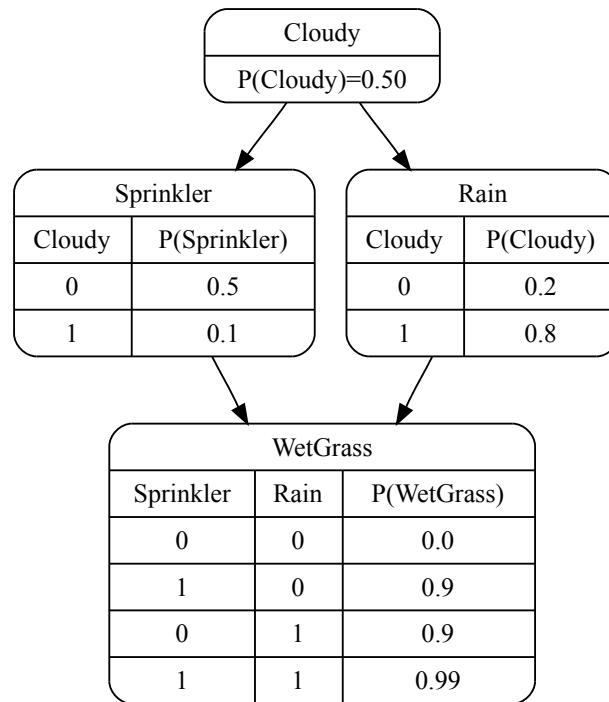 Cloudy
P(Cloudy)=0.50
Sprinkler
Cloudy P(Sprinkler)
0 0.5
1 0.1
Rain
Cloudy P(Cloudy)
0 0.2
1 0.8
WetGrass
Sprinkler Rain P(WetGrass)
0 0 0.0
1 0 0.9
0 1 0.9
1 1 0.99